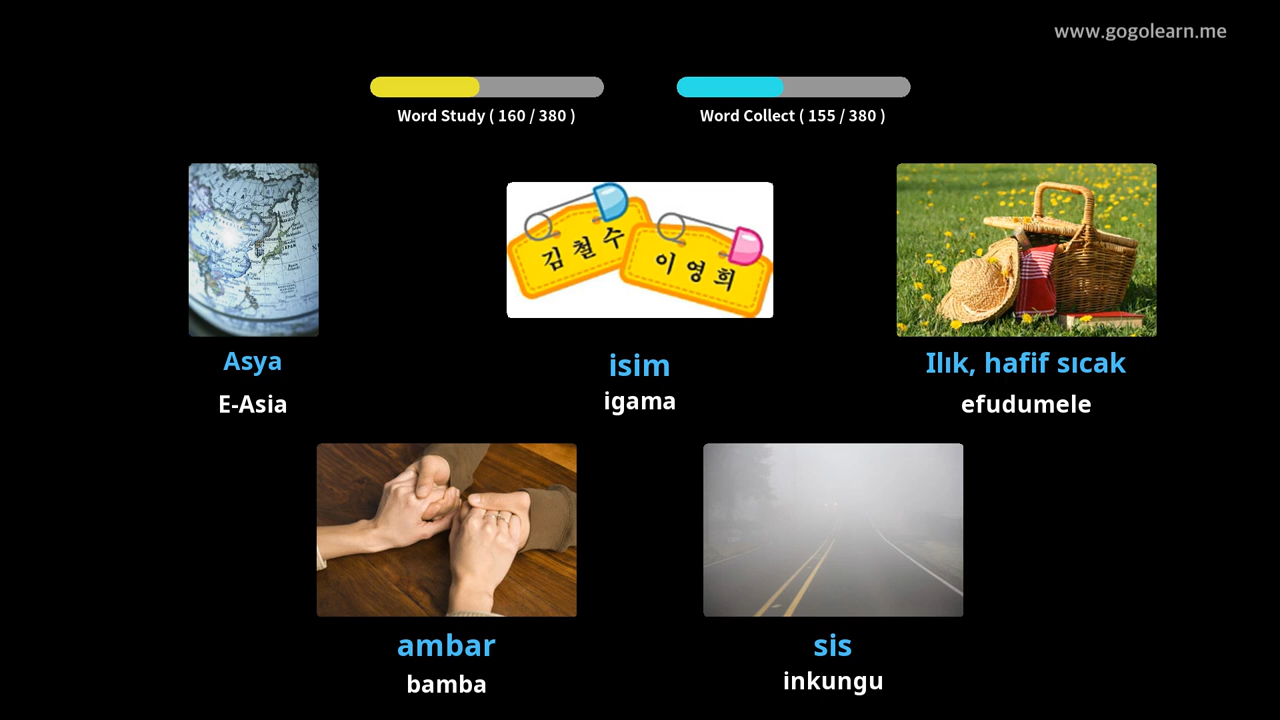 www.gogolearn.me
Word Study ( 160 / 380 )
Word Collect ( 155 / 380 )
김철수
이영희
Asya
E-Asia
isim
igama
Ilık, hafif sıcak
efudumele
ambar
bamba
sis
inkungu